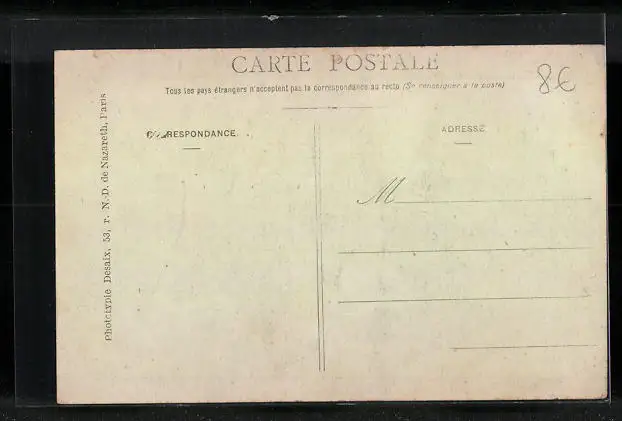 CARTE POSTALE
8€
Tous les pays étrangers n'acceptent pas la correspondance au recto (Se renseigner à la poste)
CORRESPONDANCE.
ADRESSE
M
Phototypie Desaix, 53, r. N.-D. de Nazareth, Paris